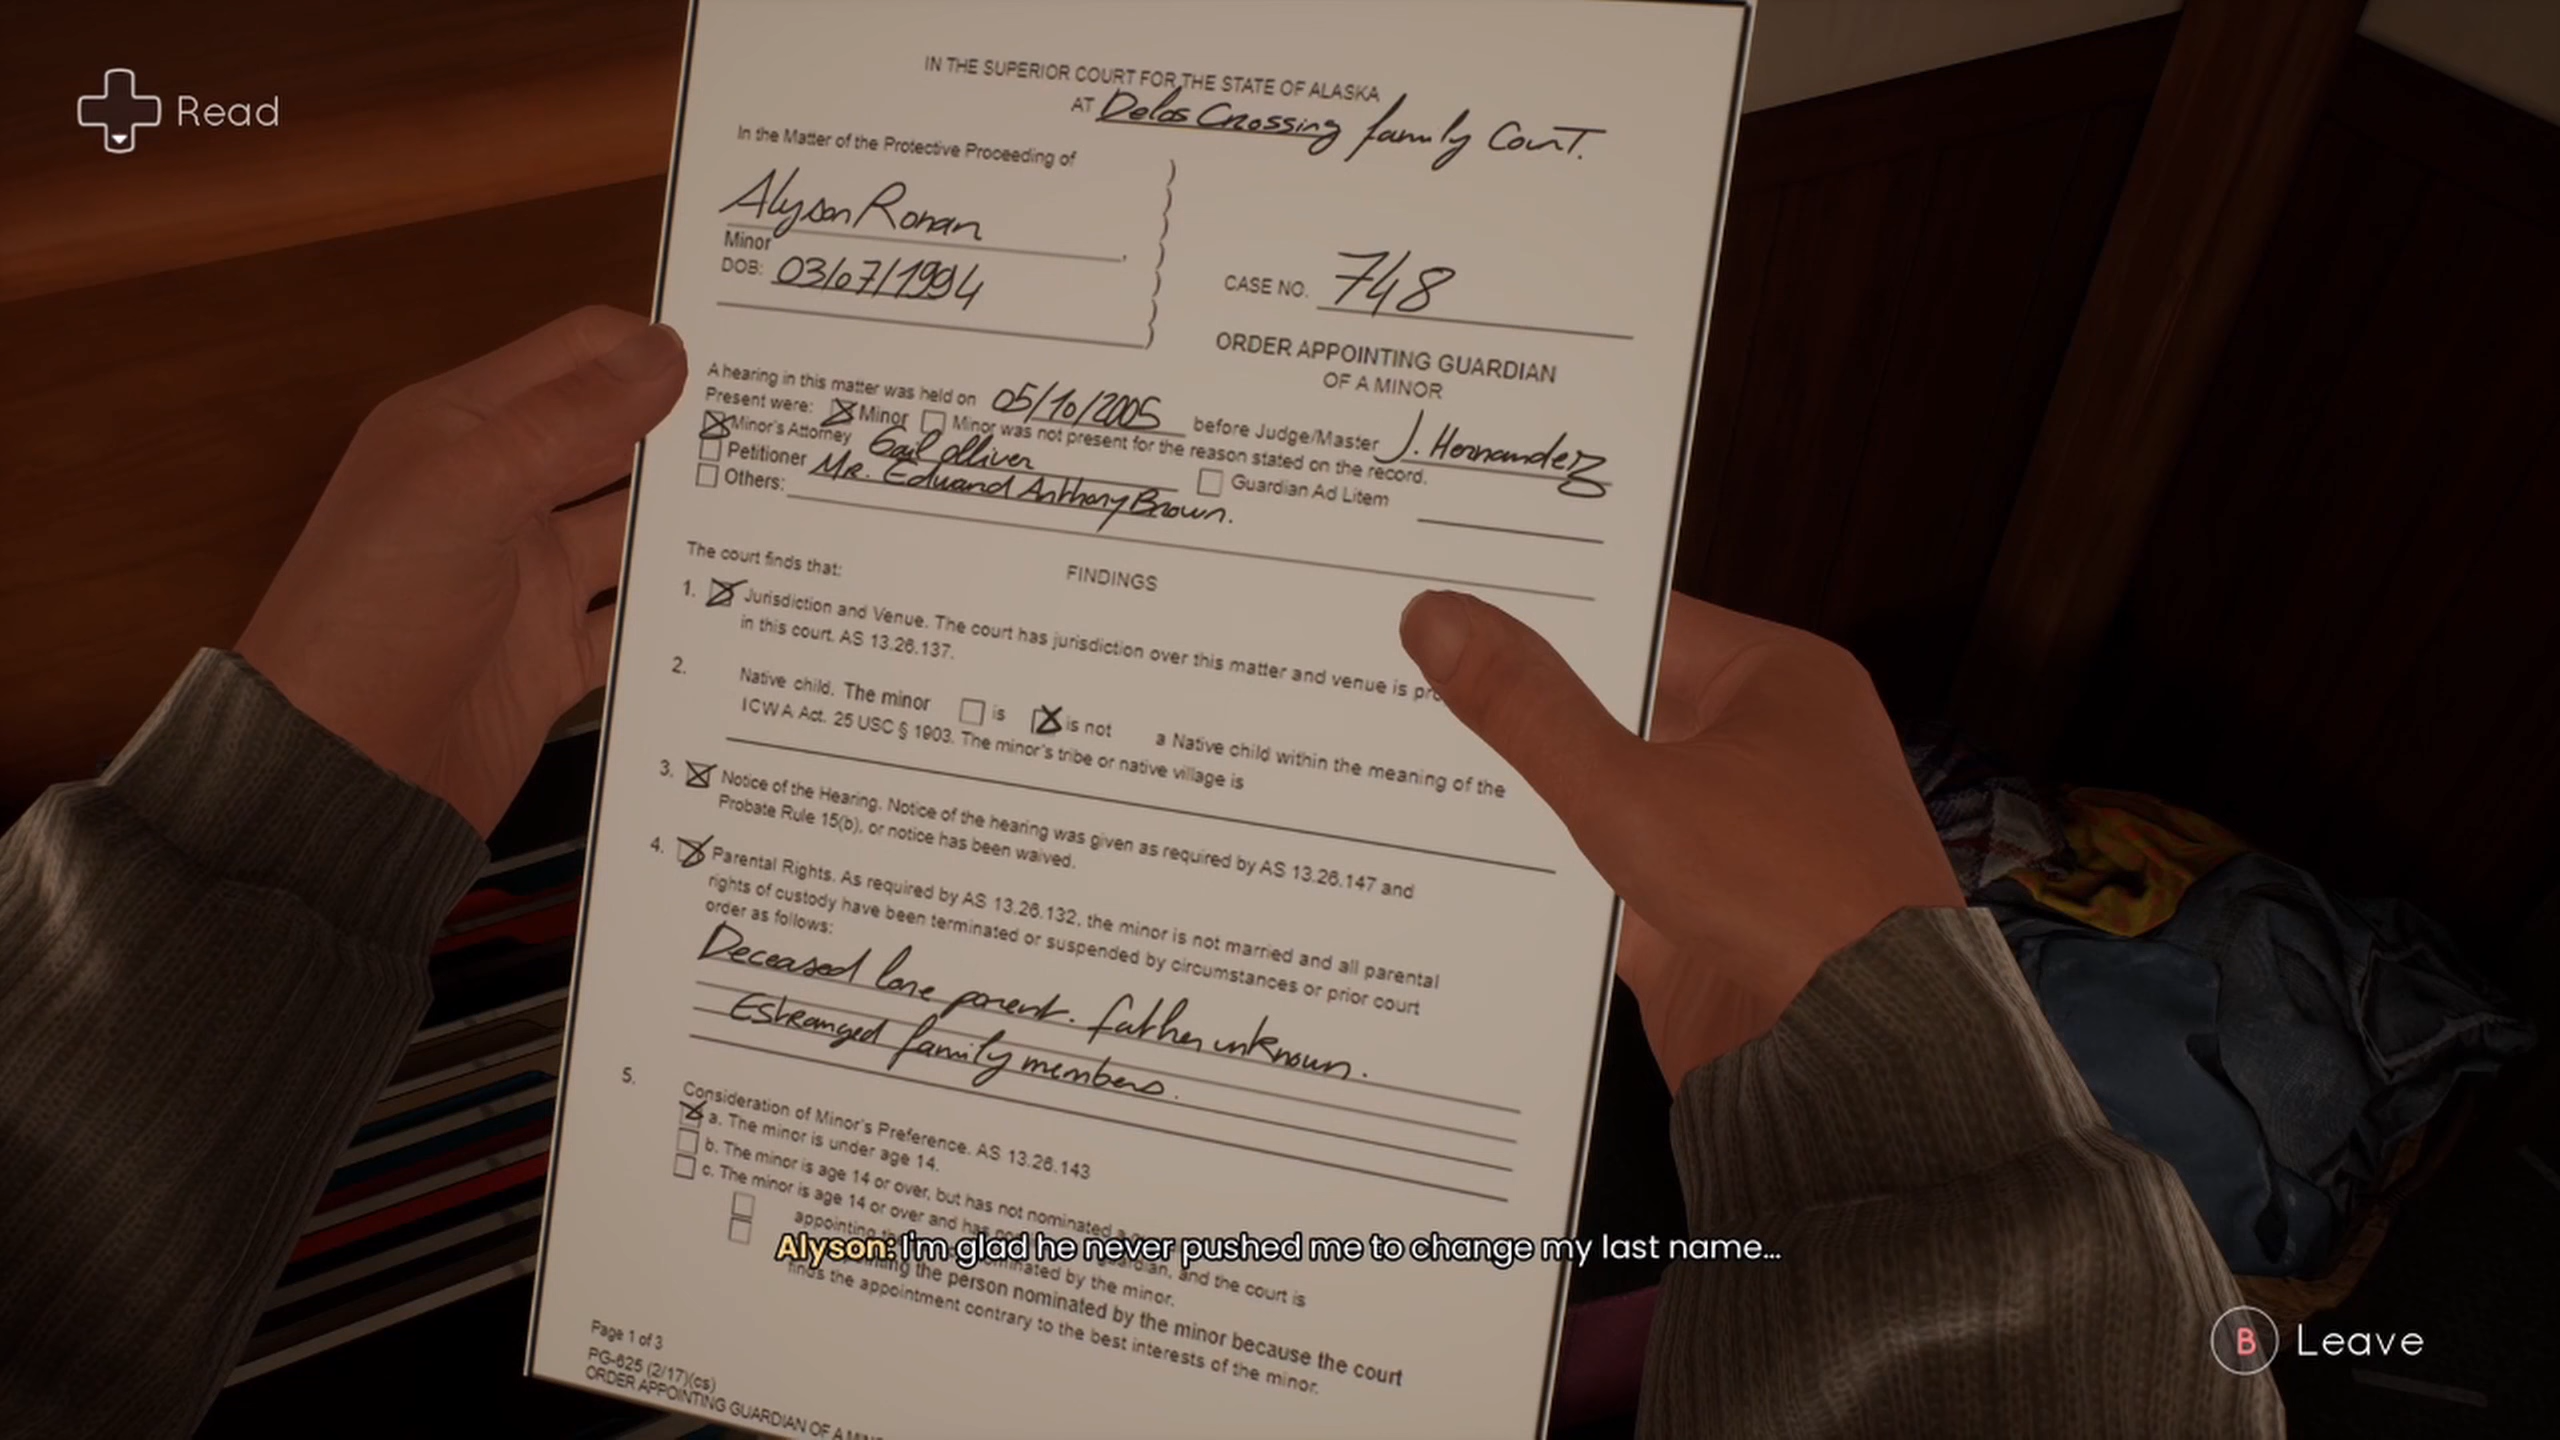 Read
IN THE SUPERIOR COURT FOR THE STATE OF ALASKA
AT Delos Crossing family Court.
In the Matter of the Protective Proceeding of
Alyson Ronan
Minor
DOB: 03/07/1994
CASE NO. 748
ORDER APPOINTING GUARDIAN
OF A MINOR
A hearing in this matter was held on 05/10/2005 before Judge/Master J. Hernandez
Present were: Minor Minor was not present for the reason stated on the record.
Minor's Attorney Gail Olliver Guardian Ad Litem
Petitioner Mr. Edward Anthony Brown.
Others:
The court finds that:
FINDINGS
1. Jurisdiction and Venue. The court has jurisdiction over this matter and venue is
in this court. AS 13.26.137.
2. Native child. The minor is is not a Native child within the meaning of the
ICWA Act. 25 USC § 1903. The minor's tribe or native village is
3. Notice of the Hearing. Notice of the hearing was given as required by AS 13.26.147 and
Probate Rule 15(b), or notice has been waived.
4. Parental Rights. As required by AS 13.26.132, the minor is not married and all parental
rights of custody have been terminated or suspended by circumstances or prior court
order as follows:
Deceased lone parent. father unknown.
Estranged family members.
5. Consideration of Minor's Preference. AS 13.26.143
a. The minor is under age 14.
b. The minor is age 14 or over, but has not nominated a
c. The minor is age 14 or over and has
appointing
guardian, and the court is
nominated by the minor.
the person nominated by the minor because the court
finds the appointment contrary to the best interests of the minor.
Alyson: I'm glad he never pushed me to change my last name...
Page 1 of 3
PG-625 (2/17)(cs)
ORDER APPOINTING GUARDIAN OF A
B Leave